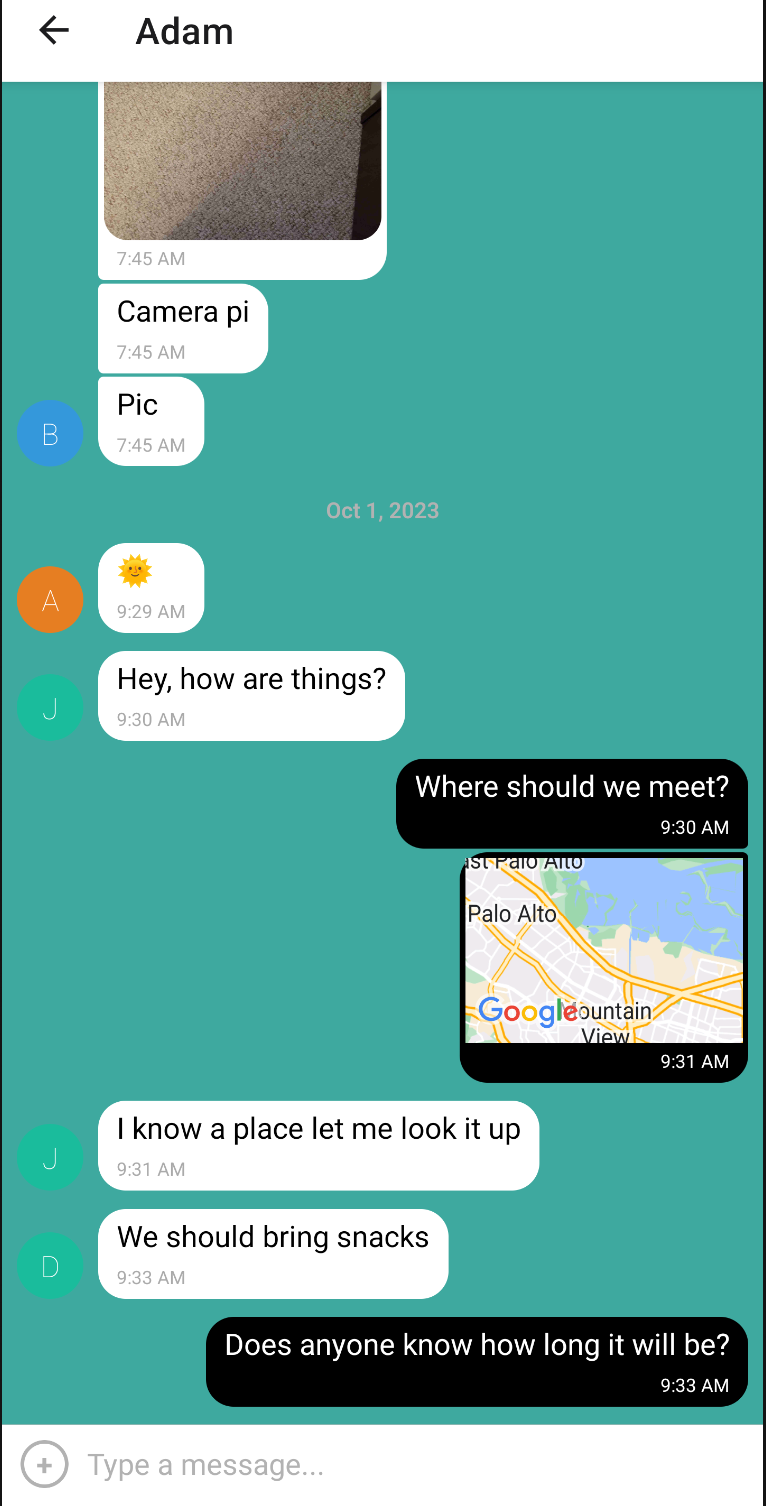 Adam
7:45 AM
Camera pi
7:45 AM
Pic
B
7:45 AM
Oct 1, 2023
A
9:29 AM
Hey, how are things?
J
9:30 AM
Where should we meet?
9:30 AM
Palo Alto
Palo Alto
Google
ountain
View
9:31 AM
I know a place let me look it up
J
9:31 AM
We should bring snacks
D
9:33 AM
Does anyone know how long it will be?
9:33 AM
Type a message...